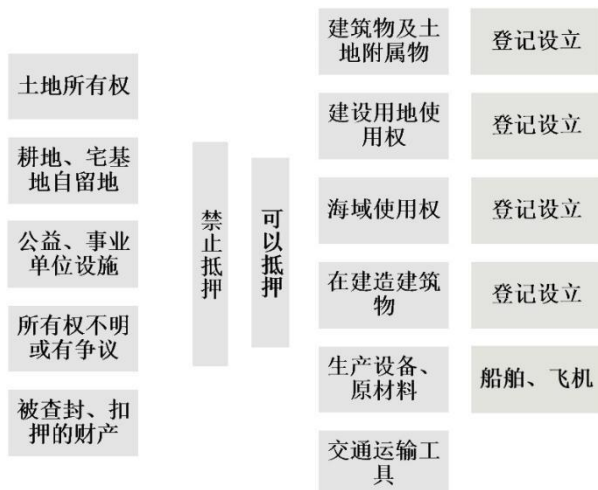 土地所有权
耕地、宅基
地自留地
公益、事业
单位设施
所有权不明
或有争议
被查封、扣
押的财产
禁止抵押
可以抵押
建筑物及土
地附属物
登记设立
建设用地使
用权
登记设立
海域使用权
登记设立
在建造建筑
物
登记设立
生产设备、
原材料
船舶、飞机
交通运输工
具